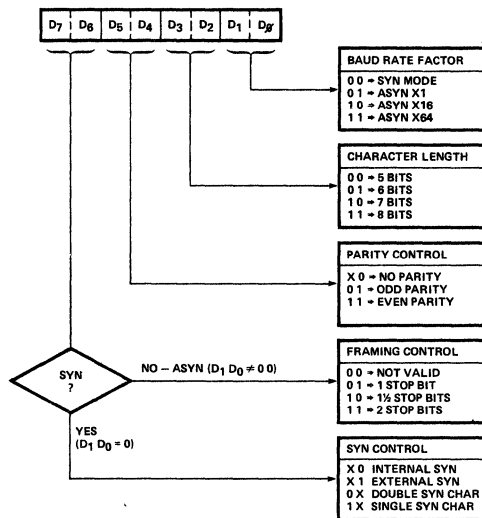 D7 D6 D5 D4 D3 D2 D1 DØ
BAUD RATE FACTOR
0 0 = SYN MODE
0 1 = ASYN X1
1 0 = ASYN X16
1 1 = ASYN X64
CHARACTER LENGTH
0 0 = 5 BITS
0 1 = 6 BITS
1 0 = 7 BITS
1 1 = 8 BITS
PARITY CONTROL
X 0 = NO PARITY
0 1 = ODD PARITY
1 1 = EVEN PARITY
SYN
?
NO – ASYN (D1 D0 ≠ 0 0)
FRAMING CONTROL
0 0 = NOT VALID
0 1 = 1 STOP BIT
1 0 = 1½ STOP BITS
1 1 = 2 STOP BITS
YES
(D1 D0 = 0)
SYN CONTROL
X 0 INTERNAL SYN
X 1 EXTERNAL SYN
0 X DOUBLE SYN CHAR
1 X SINGLE SYN CHAR